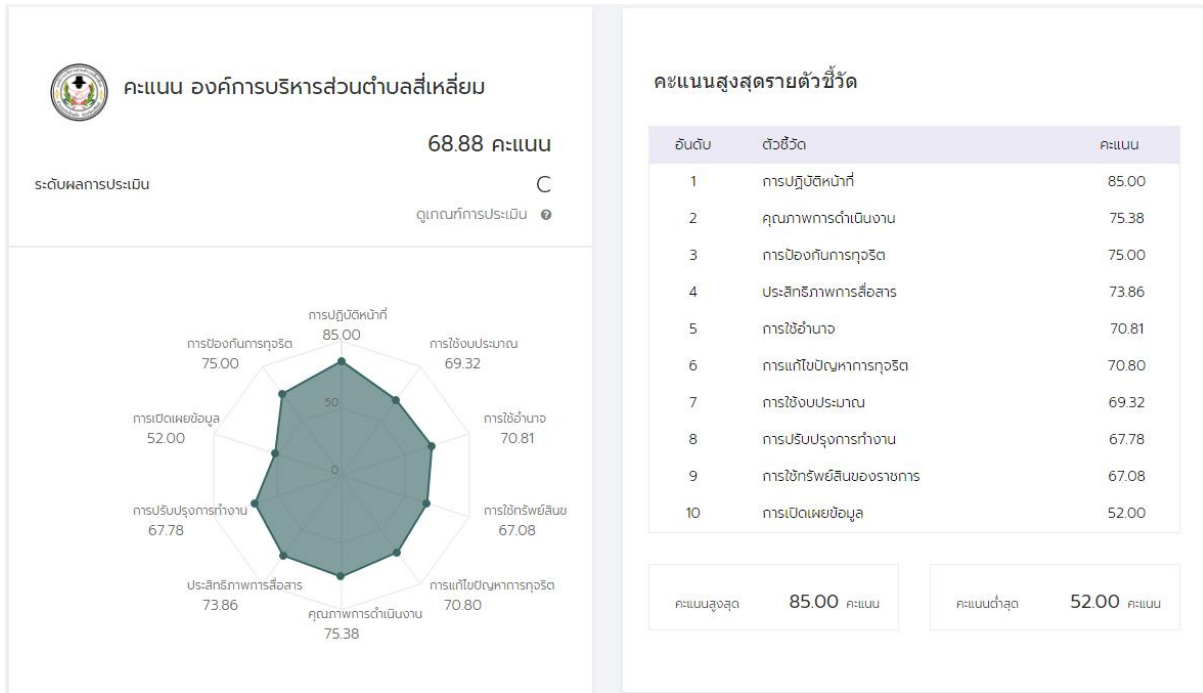 คะแนน องค์การบริหารส่วนตำบลสี่เหลี่ยม
68.88 คะแนน
ระดับผลการประเมิน C
ดูเกณฑ์การประเมิน
การปฏิบัติหน้าที่
85.00
การป้องกันการทุจริต
75.00
การใช้งบประมาณ
69.32
50
การเปิดเผยข้อมูล
52.00
การใช้อำนาจ
70.81
0
การปรับปรุงการทำงาน
67.78
การใช้ทรัพย์สินข
67.08
ประสิทธิภาพการสื่อสาร
73.86
การแก้ไขปัญหาการทุจริต
70.80
คุณภาพการดำเนินงาน
75.38
คะแนนสูงสุดรายตัวชี้วัด
อันดับ ตัวชี้วัด คะแนน
1 การปฏิบัติหน้าที่ 85.00
2 คุณภาพการดำเนินงาน 75.38
3 การป้องกันการทุจริต 75.00
4 ประสิทธิภาพการสื่อสาร 73.86
5 การใช้อำนาจ 70.81
6 การแก้ไขปัญหาการทุจริต 70.80
7 การใช้งบประมาณ 69.32
8 การปรับปรุงการทำงาน 67.78
9 การใช้ทรัพย์สินของราชการ 67.08
10 การเปิดเผยข้อมูล 52.00
คะแนนสูงสุด 85.00 คะแนน
คะแนนต่ำสุด 52.00 คะแนน